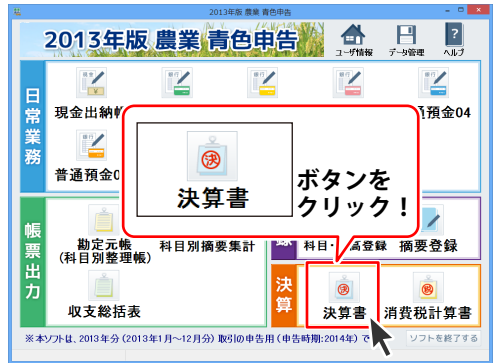 2013年版 農業 青色申告
2013年版 農業 青色申告
ユーザ情報
データ管理
ヘルプ
日常業務
現金出納帳
預金04
普通預金0
決算書
ボタンを
クリック！
帳票出力
勘定元帳
(科目別整理帳)
科目別摘要集計
収支総括表
録
科目・
高登録
摘要登録
決算
決算書
消費税計算書
※本ソフトは、2013年分(2013年1月～12月分) 取引の申告用(申告時期:2014年) で
ソフトを終了する